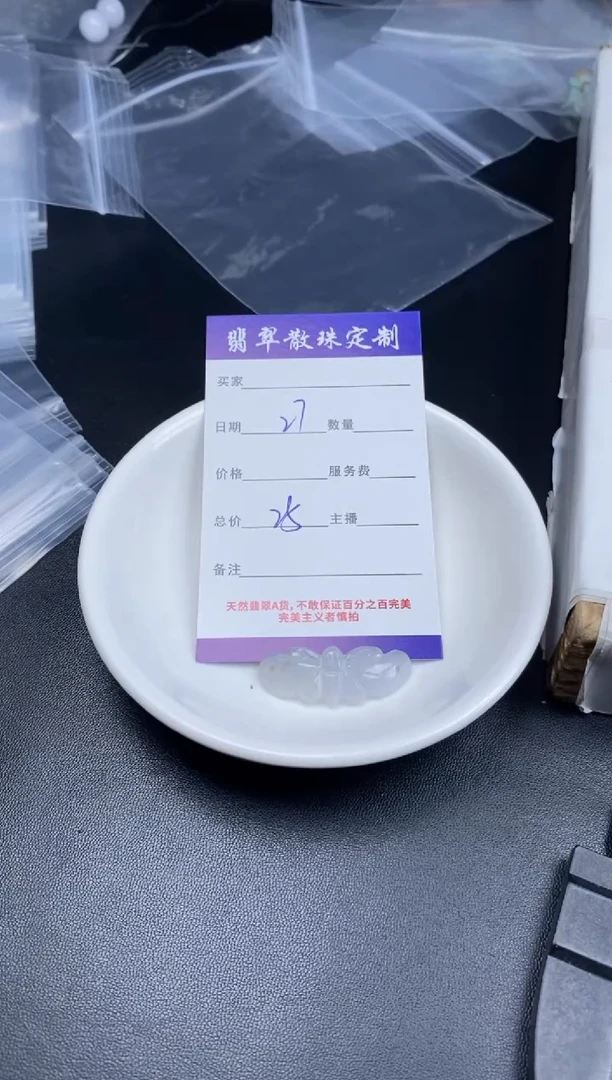 翡翠散珠定制
买家
日期 27 数量
价格 服务费
总价 25 主播
备注
天然翡翠A货，不敢保证百分之百完美
完美主义者慎拍